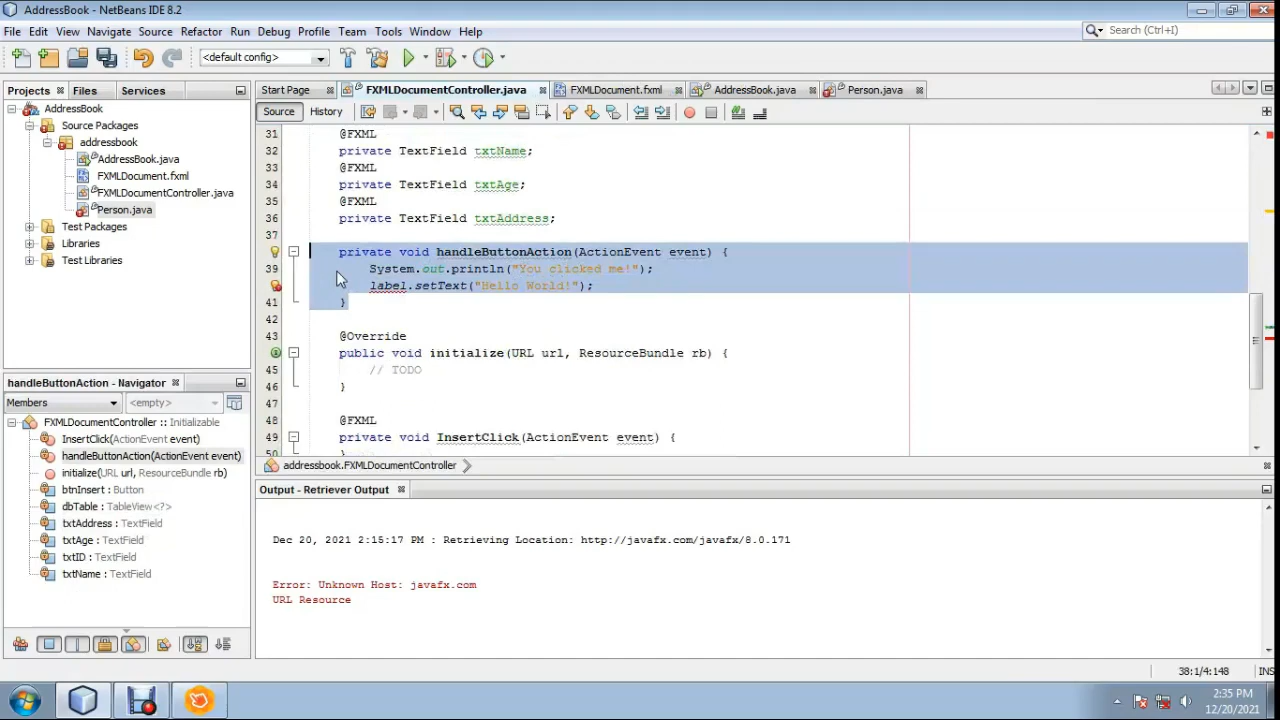 AddressBook - NetBeans IDE 8.2
File Edit View Navigate Source Refactor Run Debug Profile Team Tools Window Help
Search (Ctrl+I)
<default config>
Projects Files Services
AddressBook
Source Packages
addressbook
AddressBook.java
FXMLDocument.fxml
FXMLDocumentController.java
Person.java
Test Packages
Libraries
Test Libraries
handleButtonAction - Navigator
Members
<empty>
FXMLDocumentController :: Initializable
InsertClick(ActionEvent event)
handleButtonAction(ActionEvent event)
initialize(URL url, ResourceBundle rb)
btnInsert : Button
dbTable : TableView<?>
txtAddress : TextField
txtAge : TextField
txtID : TextField
txtName : TextField
Start Page FXMLDocumentController.java FXMLDocument.fxml AddressBook.java Person.java
Source History
31 @FXML
32 private TextField txtName;
33 @FXML
34 private TextField txtAge;
35 @FXML
36 private TextField txtAddress;
37
private void handleButtonAction(ActionEvent event) {
39 System.out.println("You clicked me!");
label.setText("Hello World!");
41 }
42
43 @Override
public void initialize(URL url, ResourceBundle rb) {
45 // TODO
46 }
47
48 @FXML
49 private void InsertClick(ActionEvent event) {
50 }
addressbook.FXMLDocumentController
Output - Retriever Output
Dec 20, 2021 2:15:17 PM : Retrieving Location: http://javafx.com/javafx/8.0.171
Error: Unknown Host: javafx.com
URL Resource
38:1/4:148 INS
2:35 PM
12/20/2021